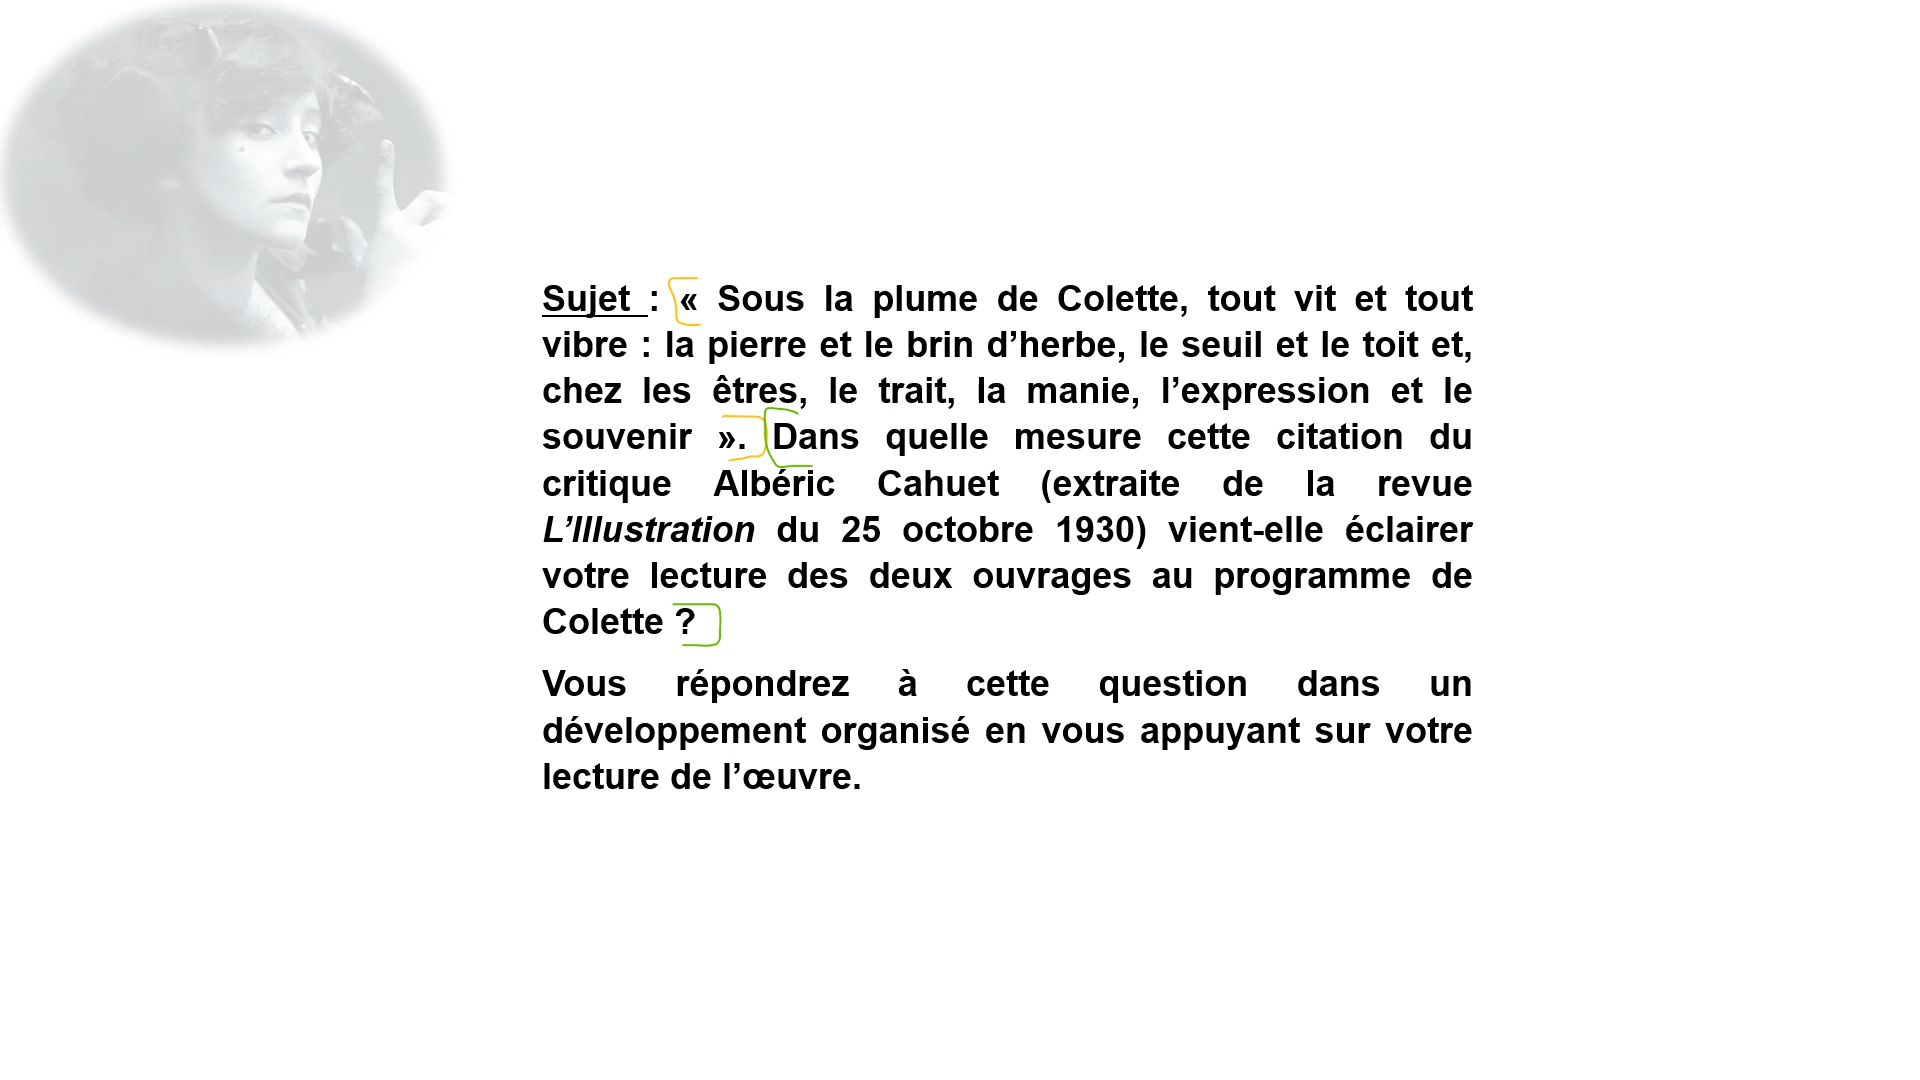 Sujet : « Sous la plume de Colette, tout vit et tout
vibre : la pierre et le brin d’herbe, le seuil et le toit et,
chez les êtres, le trait, la manie, l’expression et le
souvenir ». Dans quelle mesure cette citation du
critique Albéric Cahuet (extraite de la revue
L’Illustration du 25 octobre 1930) vient-elle éclairer
votre lecture des deux ouvrages au programme de
Colette ?
Vous répondrez à cette question dans un
développement organisé en vous appuyant sur votre
lecture de l’œuvre.